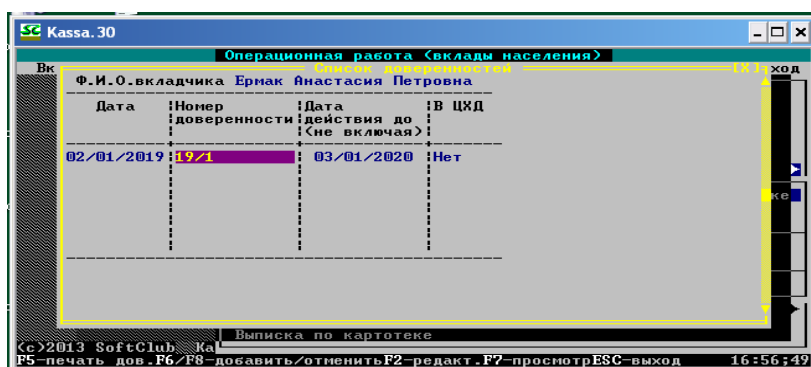 SC Kassa.30
Операционная работа (вклады населения)
Вк Список доверенностей [X] ход
Ф.И.О.вкладчика Ермак Анастасия Петровна
Дата Номер Дата В ЦХД
доверенности действия до
(не включая)
02/01/2019 19/1 03/01/2020 Нет
ке
Выписка по картотеке
(c)2013 SoftClub Ка
F5-печать дов.F6/F8-добавить/отменитьF2-редакт.F7-просмотрESC-выход 16:56;49